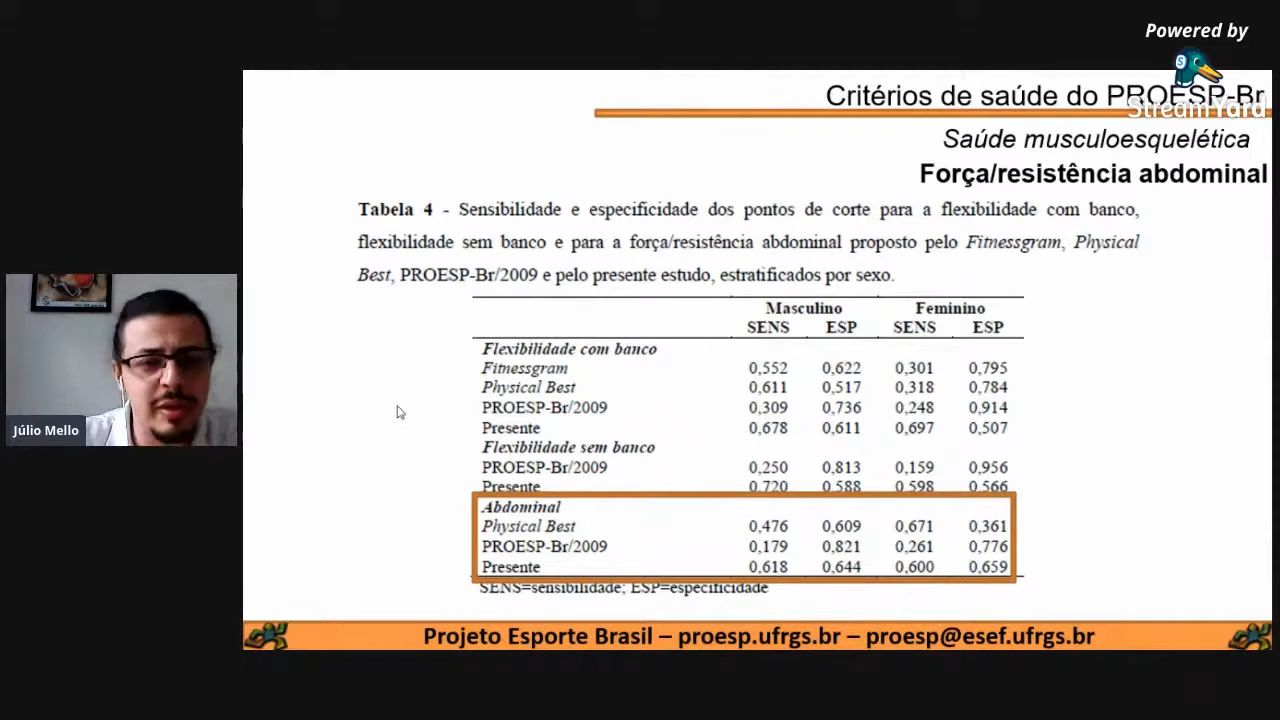 Powered by
StreamYard
Critérios de saúde do PROESP-Br
Saúde musculoesquelética
Força/resistência abdominal
Tabela 4 - Sensibilidade e especificidade dos pontos de corte para a flexibilidade com banco,
flexibilidade sem banco e para a força/resistência abdominal proposto pelo Fitnessgram, Physical
Best, PROESP-Br/2009 e pelo presente estudo, estratificados por sexo.
Masculino Feminino
SENS ESP SENS ESP
Flexibilidade com banco
Fitnessgram 0,552 0,622 0,301 0,795
Physical Best 0,611 0,517 0,318 0,784
PROESP-Br/2009 0,309 0,736 0,248 0,914
Presente 0,678 0,611 0,697 0,507
Flexibilidade sem banco
PROESP-Br/2009 0,250 0,813 0,159 0,956
Presente 0,720 0,588 0,598 0,566
Abdominal
Physical Best 0,476 0,609 0,671 0,361
PROESP-Br/2009 0,179 0,821 0,261 0,776
Presente 0,618 0,644 0,600 0,659
SENS=sensibilidade; ESP=especificidade
Júlio Mello
Projeto Esporte Brasil – proesp.ufrgs.br – proesp@esef.ufrgs.br